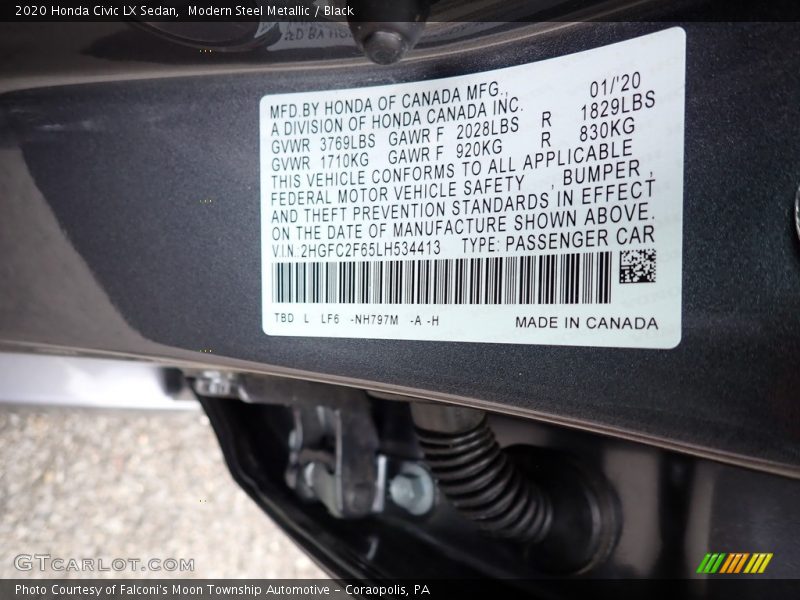 2020 Honda Civic LX Sedan,  Modern Steel Metallic / Black
MFD.BY HONDA OF CANADA MFG., 01/'20
A DIVISION OF HONDA CANADA INC.
GVWR 3769LBS GAWR F 2028LBS R 1829LBS
GVWR 1710KG GAWR F 920KG R 830KG
THIS VEHICLE CONFORMS TO ALL APPLICABLE
FEDERAL MOTOR VEHICLE SAFETY , BUMPER ,
AND THEFT PREVENTION STANDARDS IN EFFECT
ON THE DATE OF MANUFACTURE SHOWN ABOVE.
V.I.N.:2HGFC2F65LH534413 TYPE: PASSENGER CAR
TBD L LF6 -NH797M -A -H MADE IN CANADA
GTCARLOT.COM
Photo Courtesy of Falconi's Moon Township Automotive – Coraopolis, PA